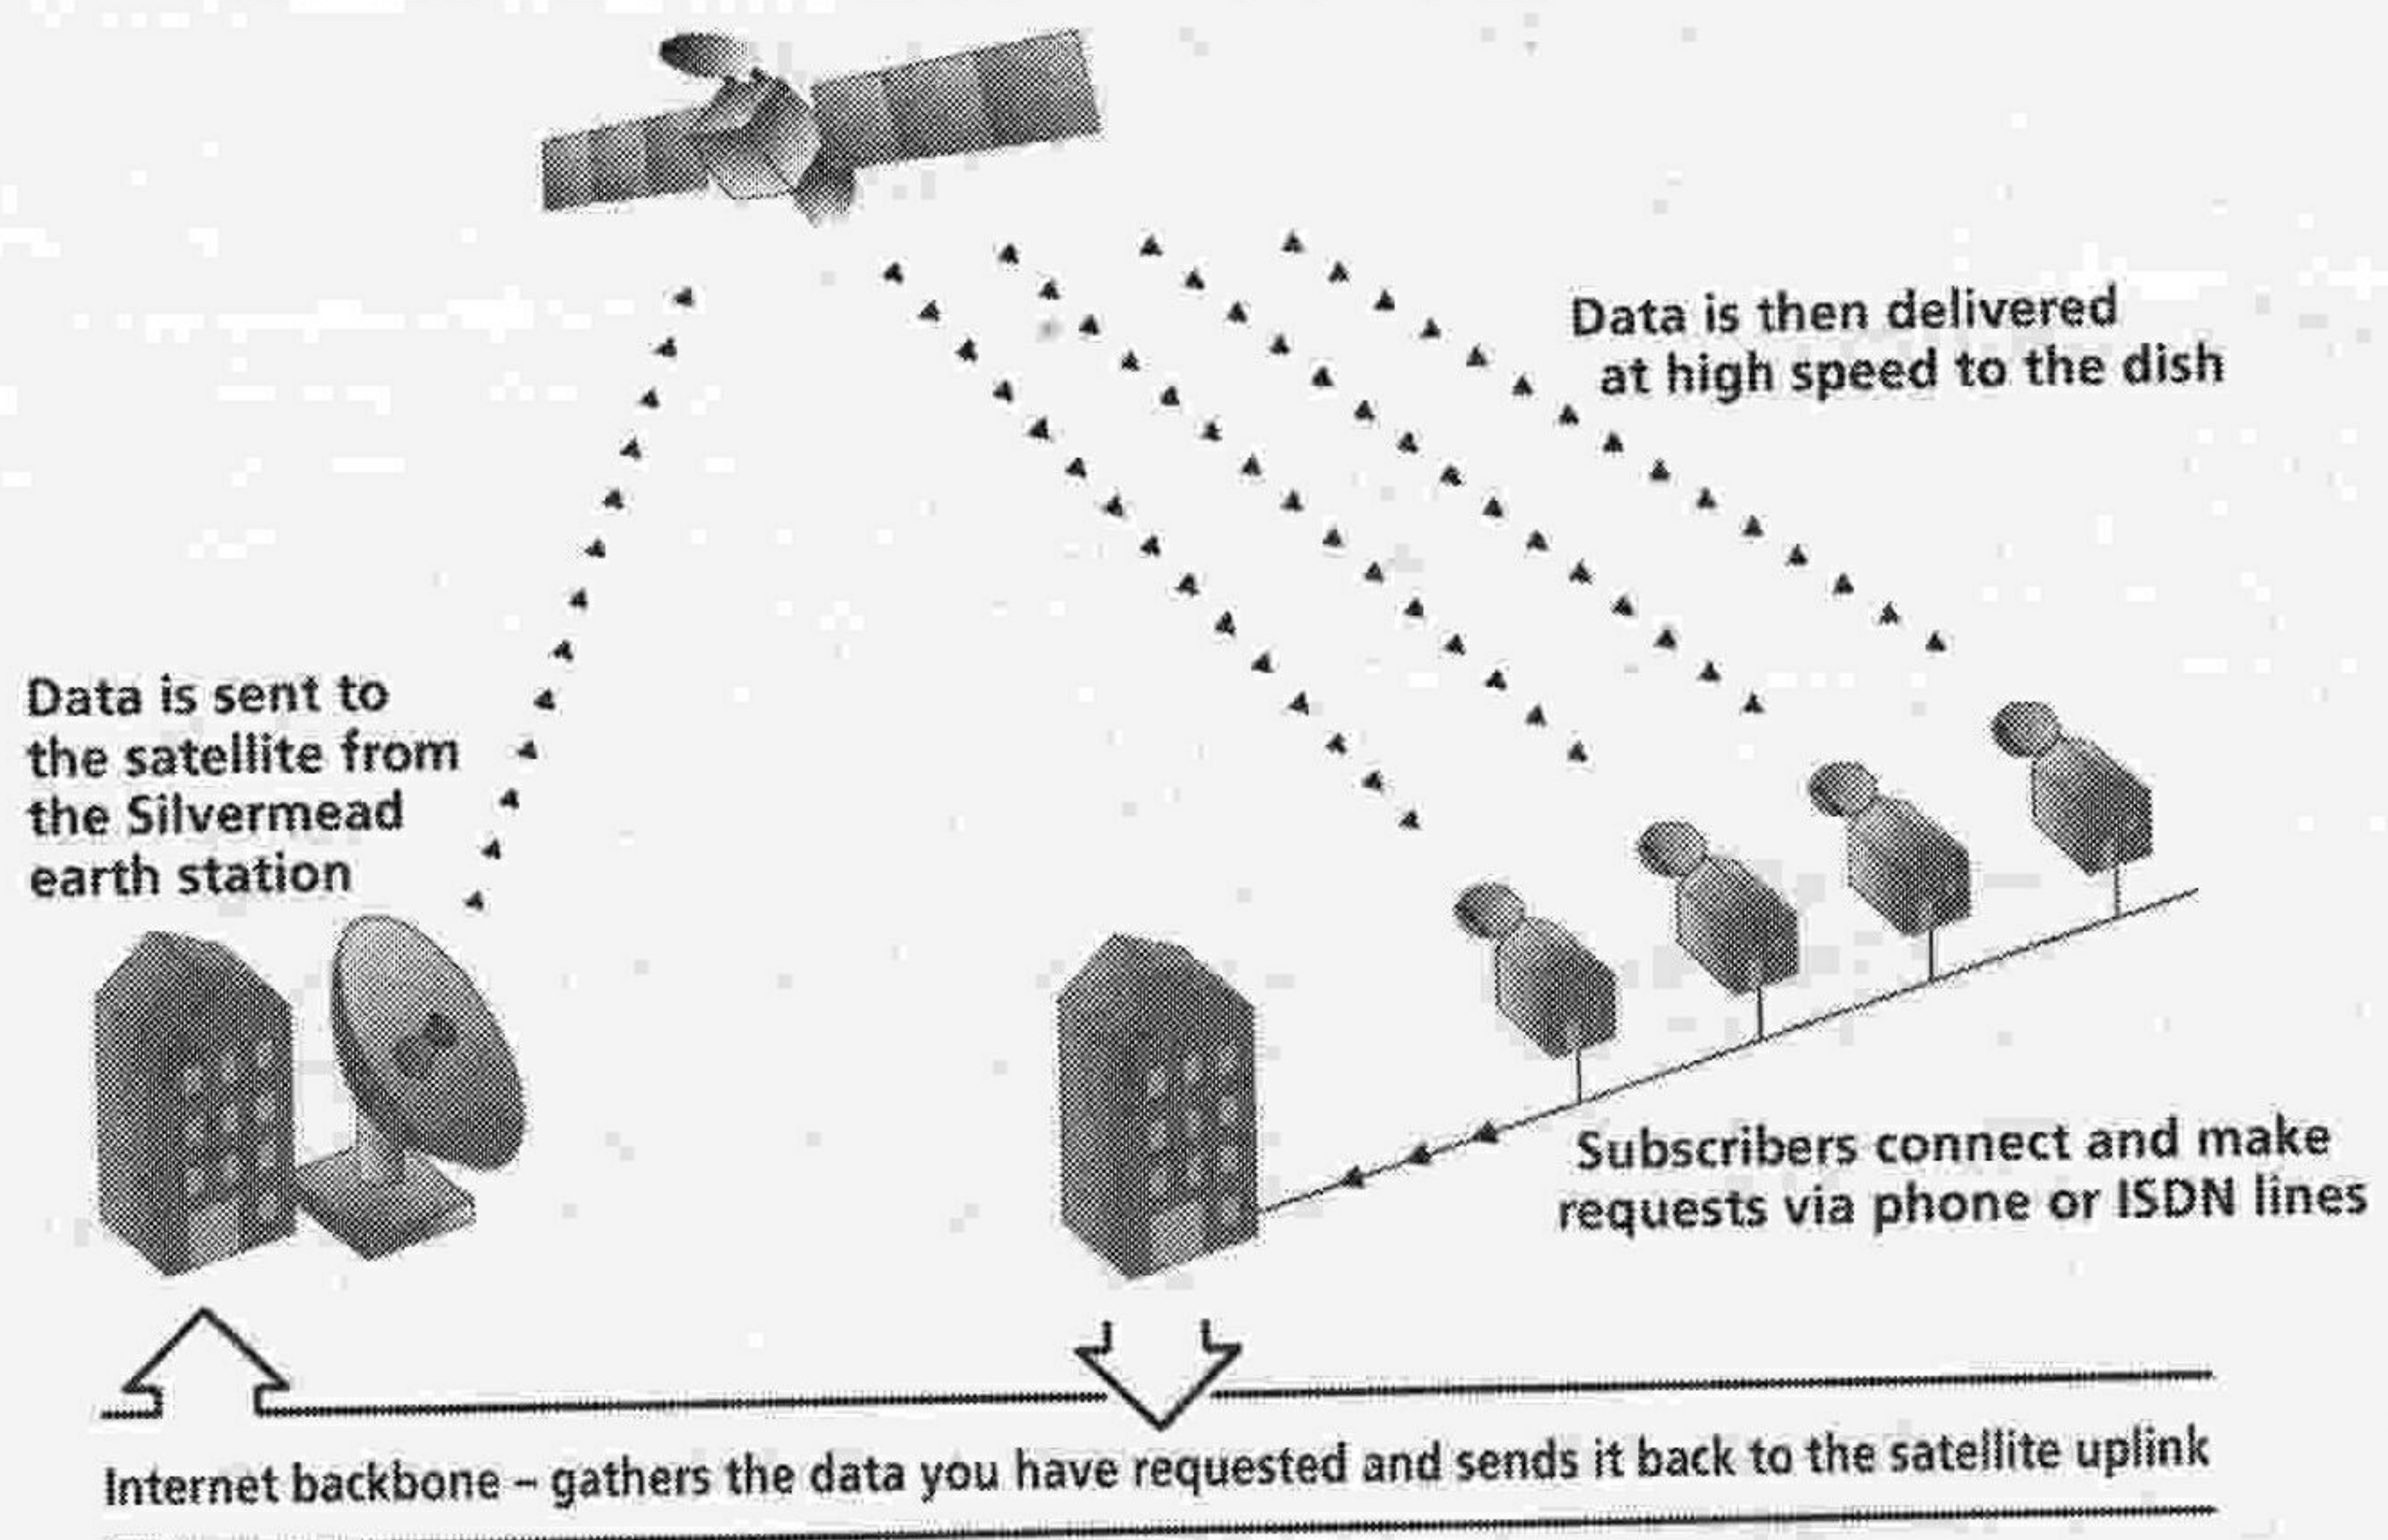 Data is then delivered
at high speed to the dish
Data is sent to
the satellite from
the Silvermead
earth station
Subscribers connect and make
requests via phone or ISDN lines
Internet backbone – gathers the data you have requested and sends it back to the satellite uplink